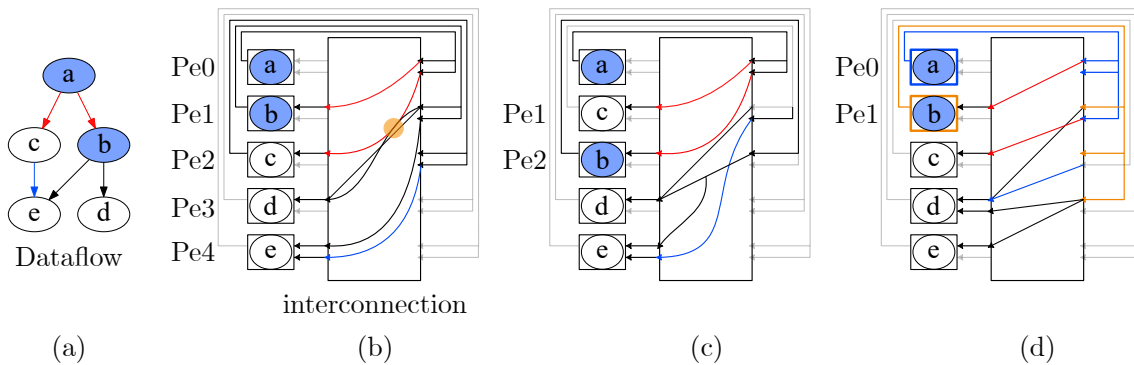 a
c b
e d
Dataflow
(a)
Pe0 a
Pe1 b
Pe2 c
Pe3 d
Pe4 e
interconnection
(b)
a
Pe1 c
Pe2 b
d
e
(c)
Pe0 a
Pe1 b
c
d
e
(d)